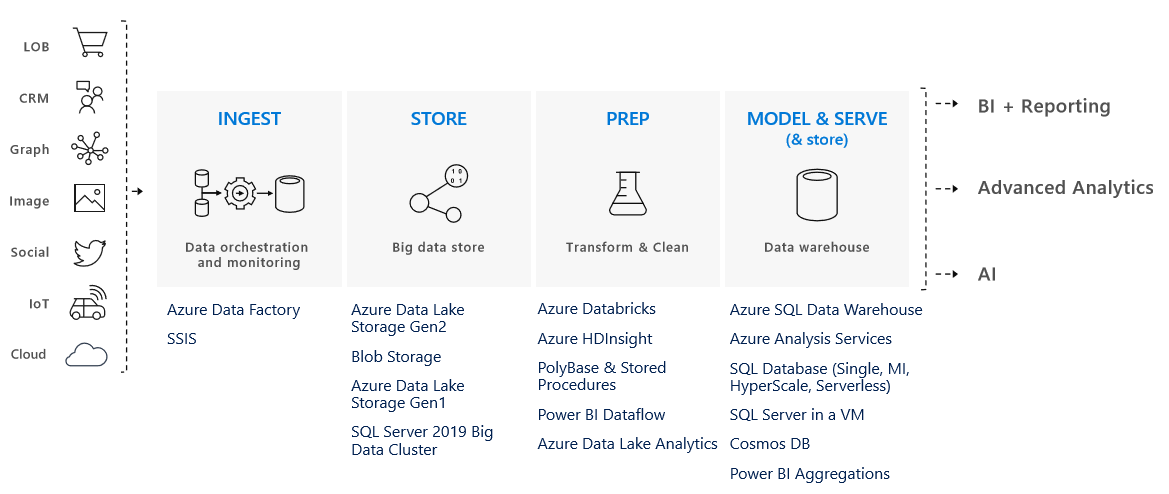 LOB
CRM
Graph
Image
Social
IoT
Cloud
INGEST
Data orchestration
and monitoring
Azure Data Factory
SSIS
STORE
1 0
0 1
Big data store
Azure Data Lake
Storage Gen2
Blob Storage
Azure Data Lake
Storage Gen1
SQL Server 2019 Big
Data Cluster
PREP
Transform & Clean
Azure Databricks
Azure HDInsight
PolyBase & Stored
Procedures
Power BI Dataflow
Azure Data Lake Analytics
MODEL & SERVE
(& store)
Data warehouse
Azure SQL Data Warehouse
Azure Analysis Services
SQL Database (Single, MI,
HyperScale, Serverless)
SQL Server in a VM
Cosmos DB
Power BI Aggregations
BI + Reporting
Advanced Analytics
AI